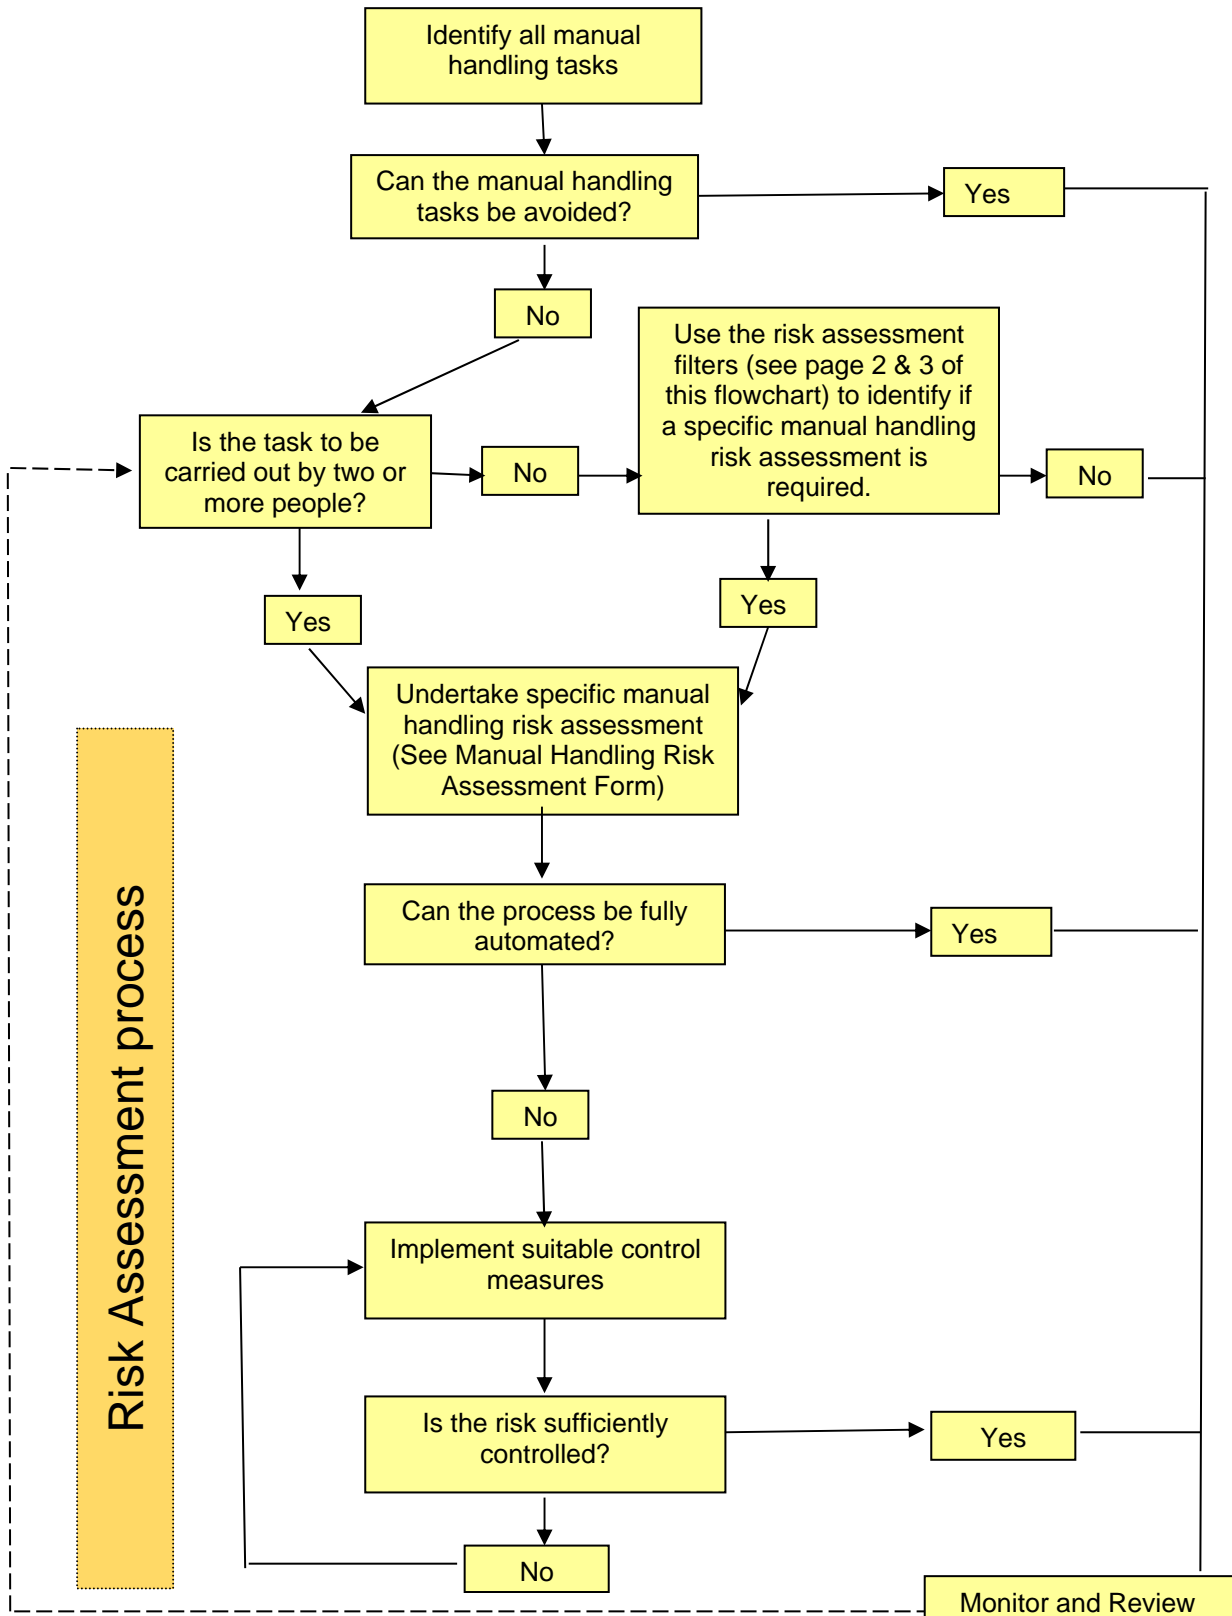 Identify all manual
handling tasks
Can the manual handling
tasks be avoided?
Yes
No
Use the risk assessment
filters (see page 2 & 3 of
this flowchart) to identify if
a specific manual handling
risk assessment is
required.
Is the task to be
carried out by two or
more people?
No
No
Yes
Yes
Undertake specific manual
handling risk assessment
(See Manual Handling Risk
Assessment Form)
Risk Assessment process
Can the process be fully
automated?
Yes
No
Implement suitable control
measures
Is the risk sufficiently
controlled?
Yes
No
Monitor and Review